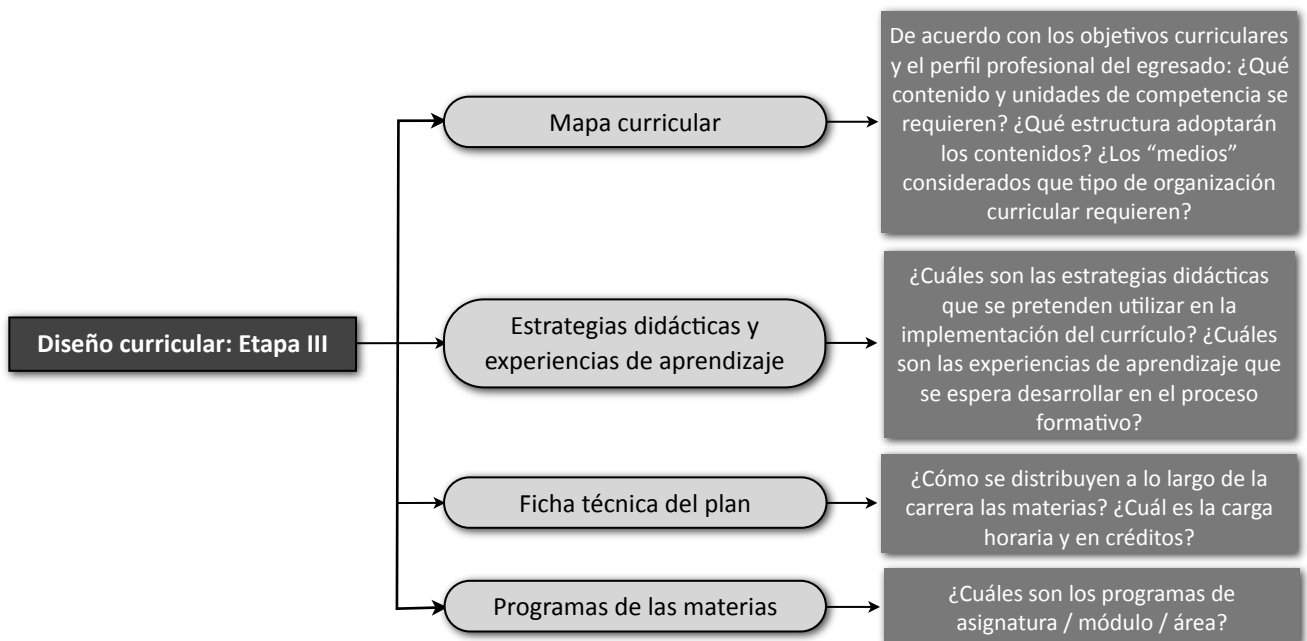 De acuerdo con los objetivos curriculares
y el perfil profesional del egresado: ¿Qué
contenido y unidades de competencia se
requieren? ¿Qué estructura adoptarán
los contenidos? ¿Los “medios”
considerados que tipo de organización
curricular requieren?
Mapa curricular
¿Cuáles son las estrategias didácticas
que se pretenden utilizar en la
implementación del currículo? ¿Cuáles
son las experiencias de aprendizaje que
se espera desarrollar en el proceso
formativo?
Estrategias didácticas y
experiencias de aprendizaje
Diseño curricular: Etapa III
Ficha técnica del plan
¿Cómo se distribuyen a lo largo de la
carrera las materias? ¿Cuál es la carga
horaria y en créditos?
Programas de las materias
¿Cuáles son los programas de
asignatura / módulo / área?